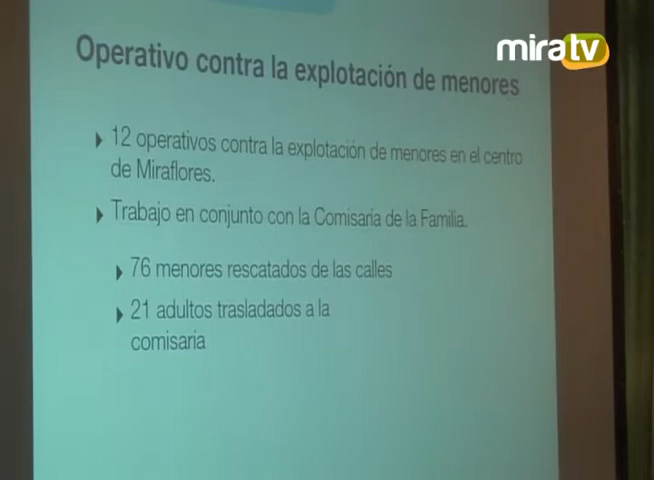 miratv
Operativo contra la explotación de menores
12 operativos contra la explotación de menores en el centro
de Miraflores.
Trabajo en conjunto con la Comisaria de la Familia.
76 menores rescatados de las calles
21 adultos trasladados a la
comisaria